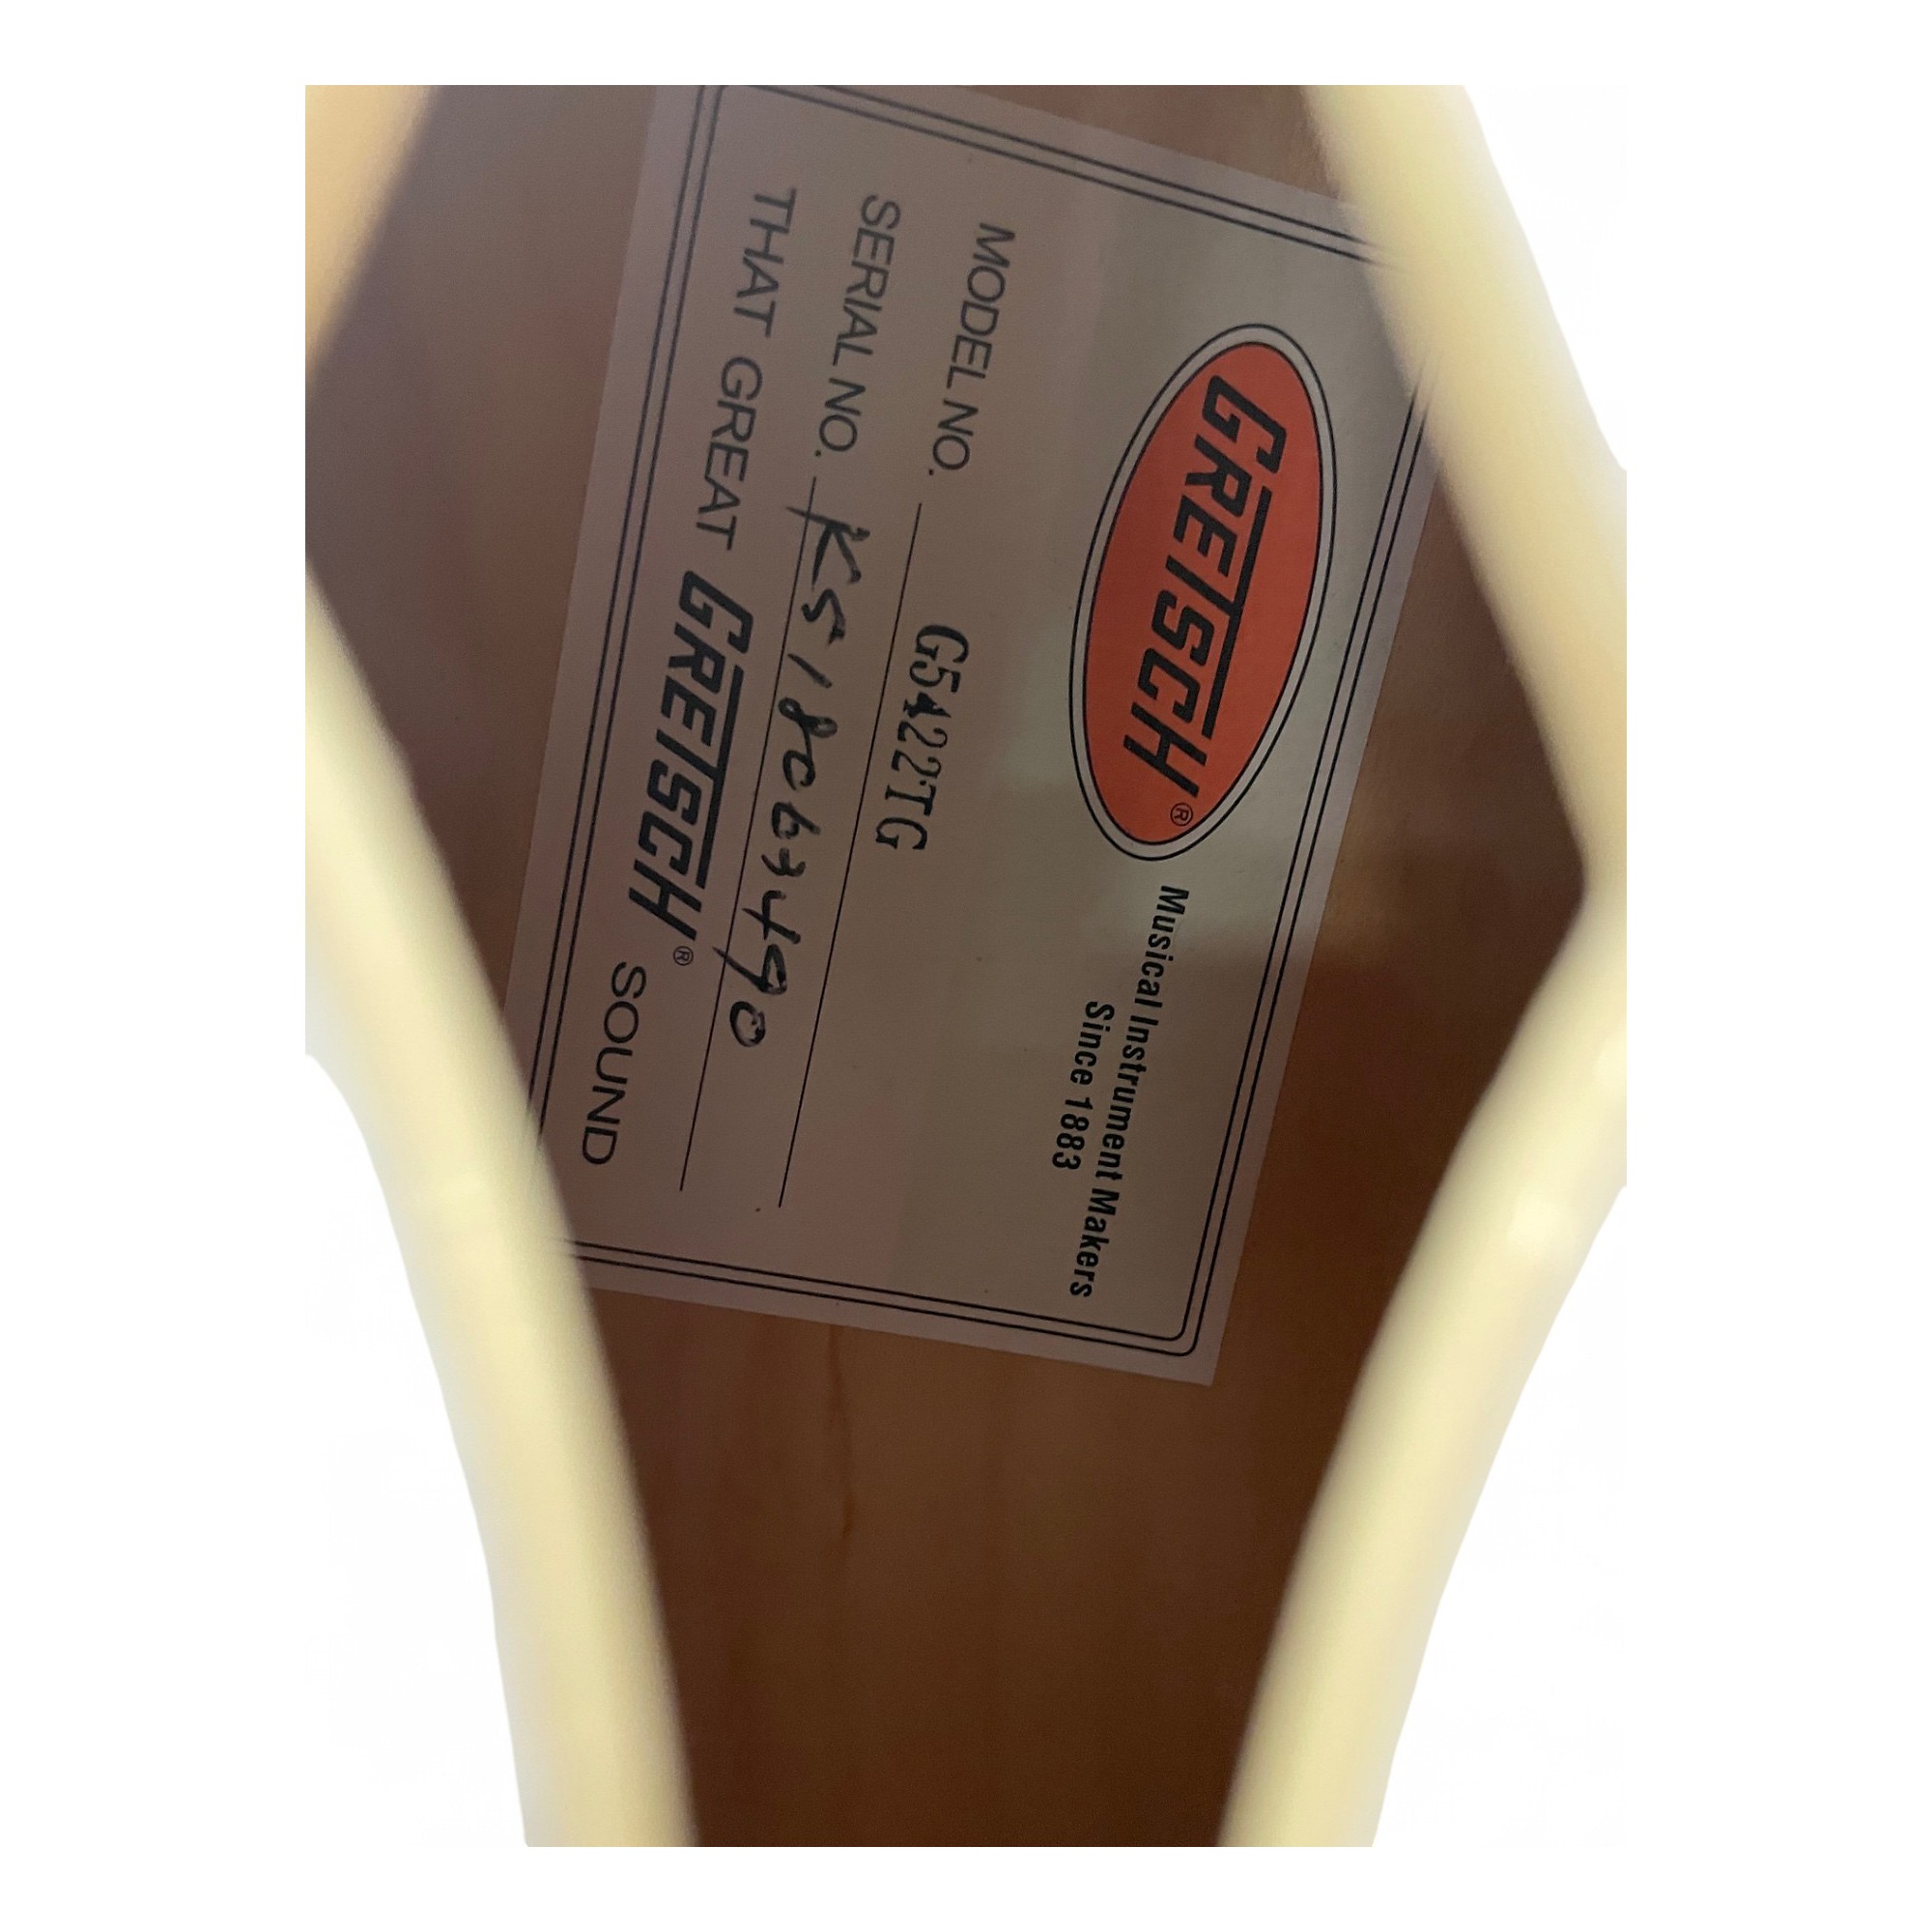 GRETSCH®
Musical Instrument Makers
Since 1883
MODEL NO. G5422TG
SERIAL NO. KS18063490
THAT GREAT GRETSCH® SOUND